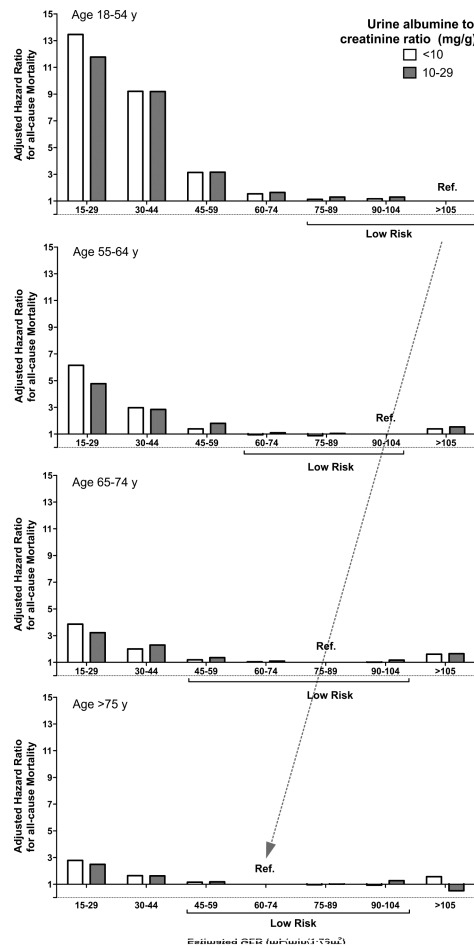 Age 18-54 y
Urine albumine to
creatinine ratio (mg/g)
<10
10-29
Adjusted Hazard Ratio
for all-cause Mortality
15
13
11
9
7
5
3
1
Ref.
15-29 30-44 45-59 60-74 75-89 90-104 >105
Low Risk
Age 55-64 y
Adjusted Hazard Ratio
for all-cause Mortality
15
13
11
9
7
5
3
1
Ref.
15-29 30-44 45-59 60-74 75-89 90-104 >105
Low Risk
Age 65-74 y
Adjusted Hazard Ratio
for all-cause Mortality
15
13
11
9
7
5
3
1
Ref.
15-29 30-44 45-59 60-74 75-89 90-104 >105
Low Risk
Age >75 y
Adjusted Hazard Ratio
for all-cause Mortality
15
13
11
9
7
5
3
1
Ref.
15-29 30-44 45-59 60-74 75-89 90-104 >105
Low Risk
Estimated GFR